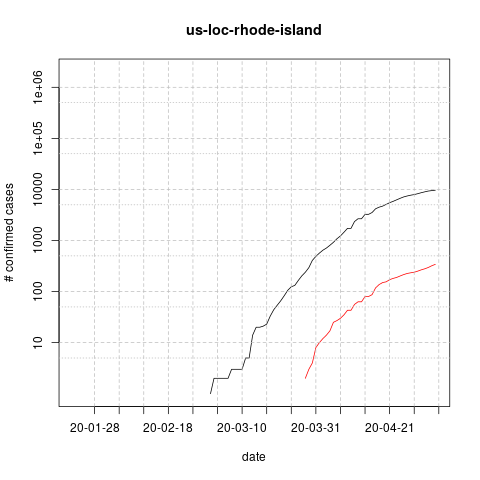 us-loc-rhode-island
# confirmed cases
1e+06
1e+05
10000
1000
100
10
20-01-28
20-02-18
20-03-10
20-03-31
20-04-21
date